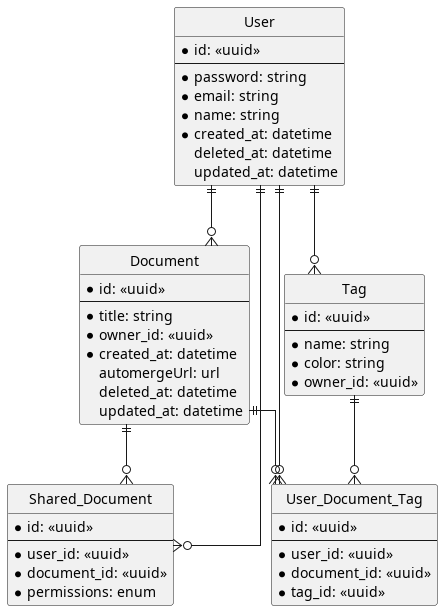 User
id: «uuid»
password: string
email: string
name: string
created_at: datetime
deleted_at: datetime
updated_at: datetime
Document
id: «uuid»
title: string
owner_id: «uuid»
created_at: datetime
automergeUrl: url
deleted_at: datetime
updated_at: datetime
Tag
id: «uuid»
name: string
color: string
owner_id: «uuid»
Shared_Document
id: «uuid»
user_id: «uuid»
document_id: «uuid»
permissions: enum
User_Document_Tag
id: «uuid»
user_id: «uuid»
document_id: «uuid»
tag_id: «uuid»